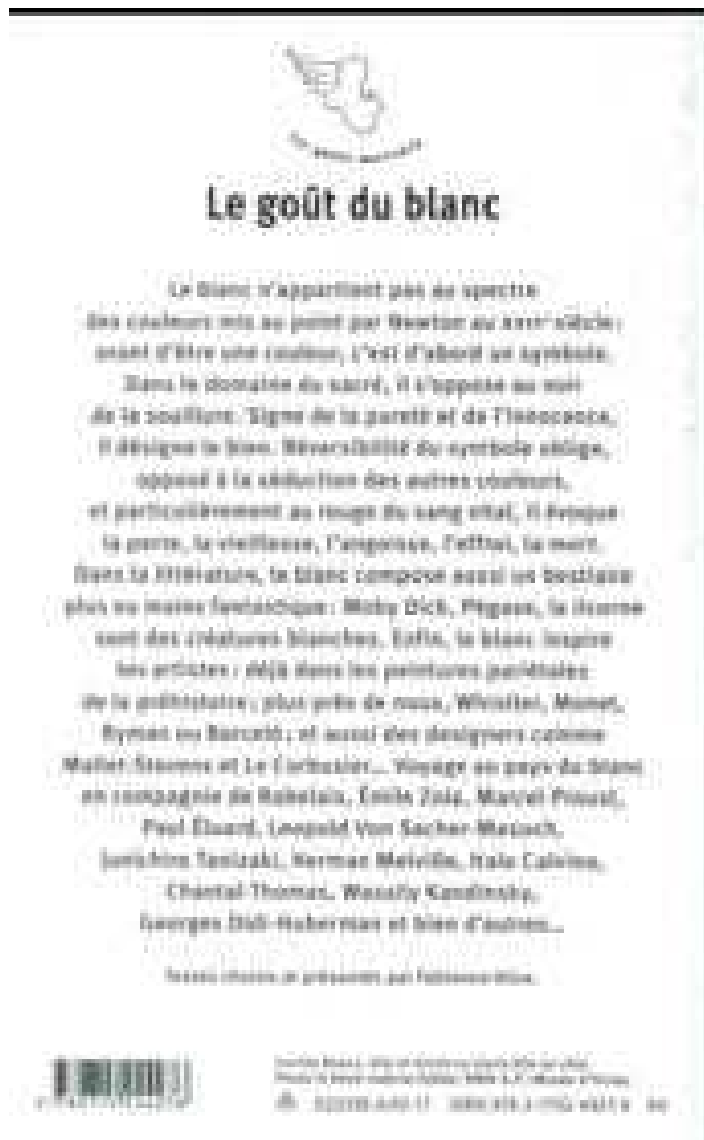 Le goût du blanc
Le blanc n'appartient pas au spectre
des couleurs mis au point par Newton au XVIIe siècle :
avant d'être une couleur, c'est d'abord un symbole.
Dans le domaine du sacré, il s'oppose au noir
de la souillure. Signe de la pureté et de l'innocence,
il désigne le bien. Réversibilité du symbole oblige,
opposé à la séduction des autres couleurs,
et particulièrement au rouge du sang vital, il évoque
la perte, la vieillesse, l'angoisse, l'effroi, la mort.
Dans la littérature, le blanc compose aussi un bestiaire
plus ou moins fantastique : Moby Dick, Pégase, la licorne
sont des créatures blanches. Enfin, le blanc inspire
les artistes : déjà dans les peintures pariétales
de la préhistoire ; plus près de nous, Whistler, Monet,
Ryman ou Barceló ; et aussi des designers comme
Mallet-Stevens et Le Corbusier... Voyage au pays du blanc
en compagnie de Rabelais, Émile Zola, Marcel Proust,
Paul Éluard, Leopold Von Sacher-Masoch,
Junichiro Tanizaki, Herman Melville, Italo Calvino,
Chantal Thomas, Wassily Kandinsky,
Georges Didi-Huberman et bien d'autres...
Textes choisis et présentés par